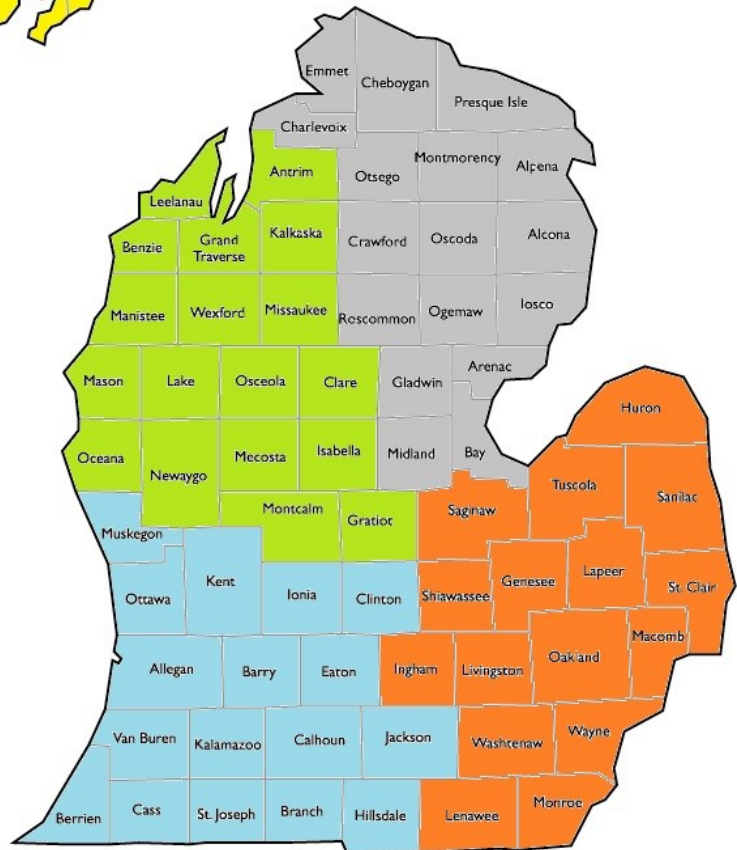 Emmet
Cheboygan
Presque Isle
Charlevoix
Antrim
Otsego
Montmorency
Alpena
Leelanau
Benzie
Grand
Traverse
Kalkaska
Crawford
Oscoda
Alcona
Manistee
Wexford
Missaukee
Roscommon
Ogemaw
Iosco
Mason
Lake
Osceola
Clare
Gladwin
Arenac
Huron
Oceana
Newaygo
Mecosta
Isabella
Midland
Bay
Tuscola
Sanilac
Muskegon
Montcalm
Gratiot
Saginaw
Ottawa
Kent
Ionia
Clinton
Shiawassee
Genesee
Lapeer
St. Clair
Allegan
Barry
Eaton
Ingham
Livingston
Oakland
Macomb
Van Buren
Kalamazoo
Calhoun
Jackson
Washtenaw
Wayne
Berrien
Cass
St. Joseph
Branch
Hillsdale
Lenawee
Monroe